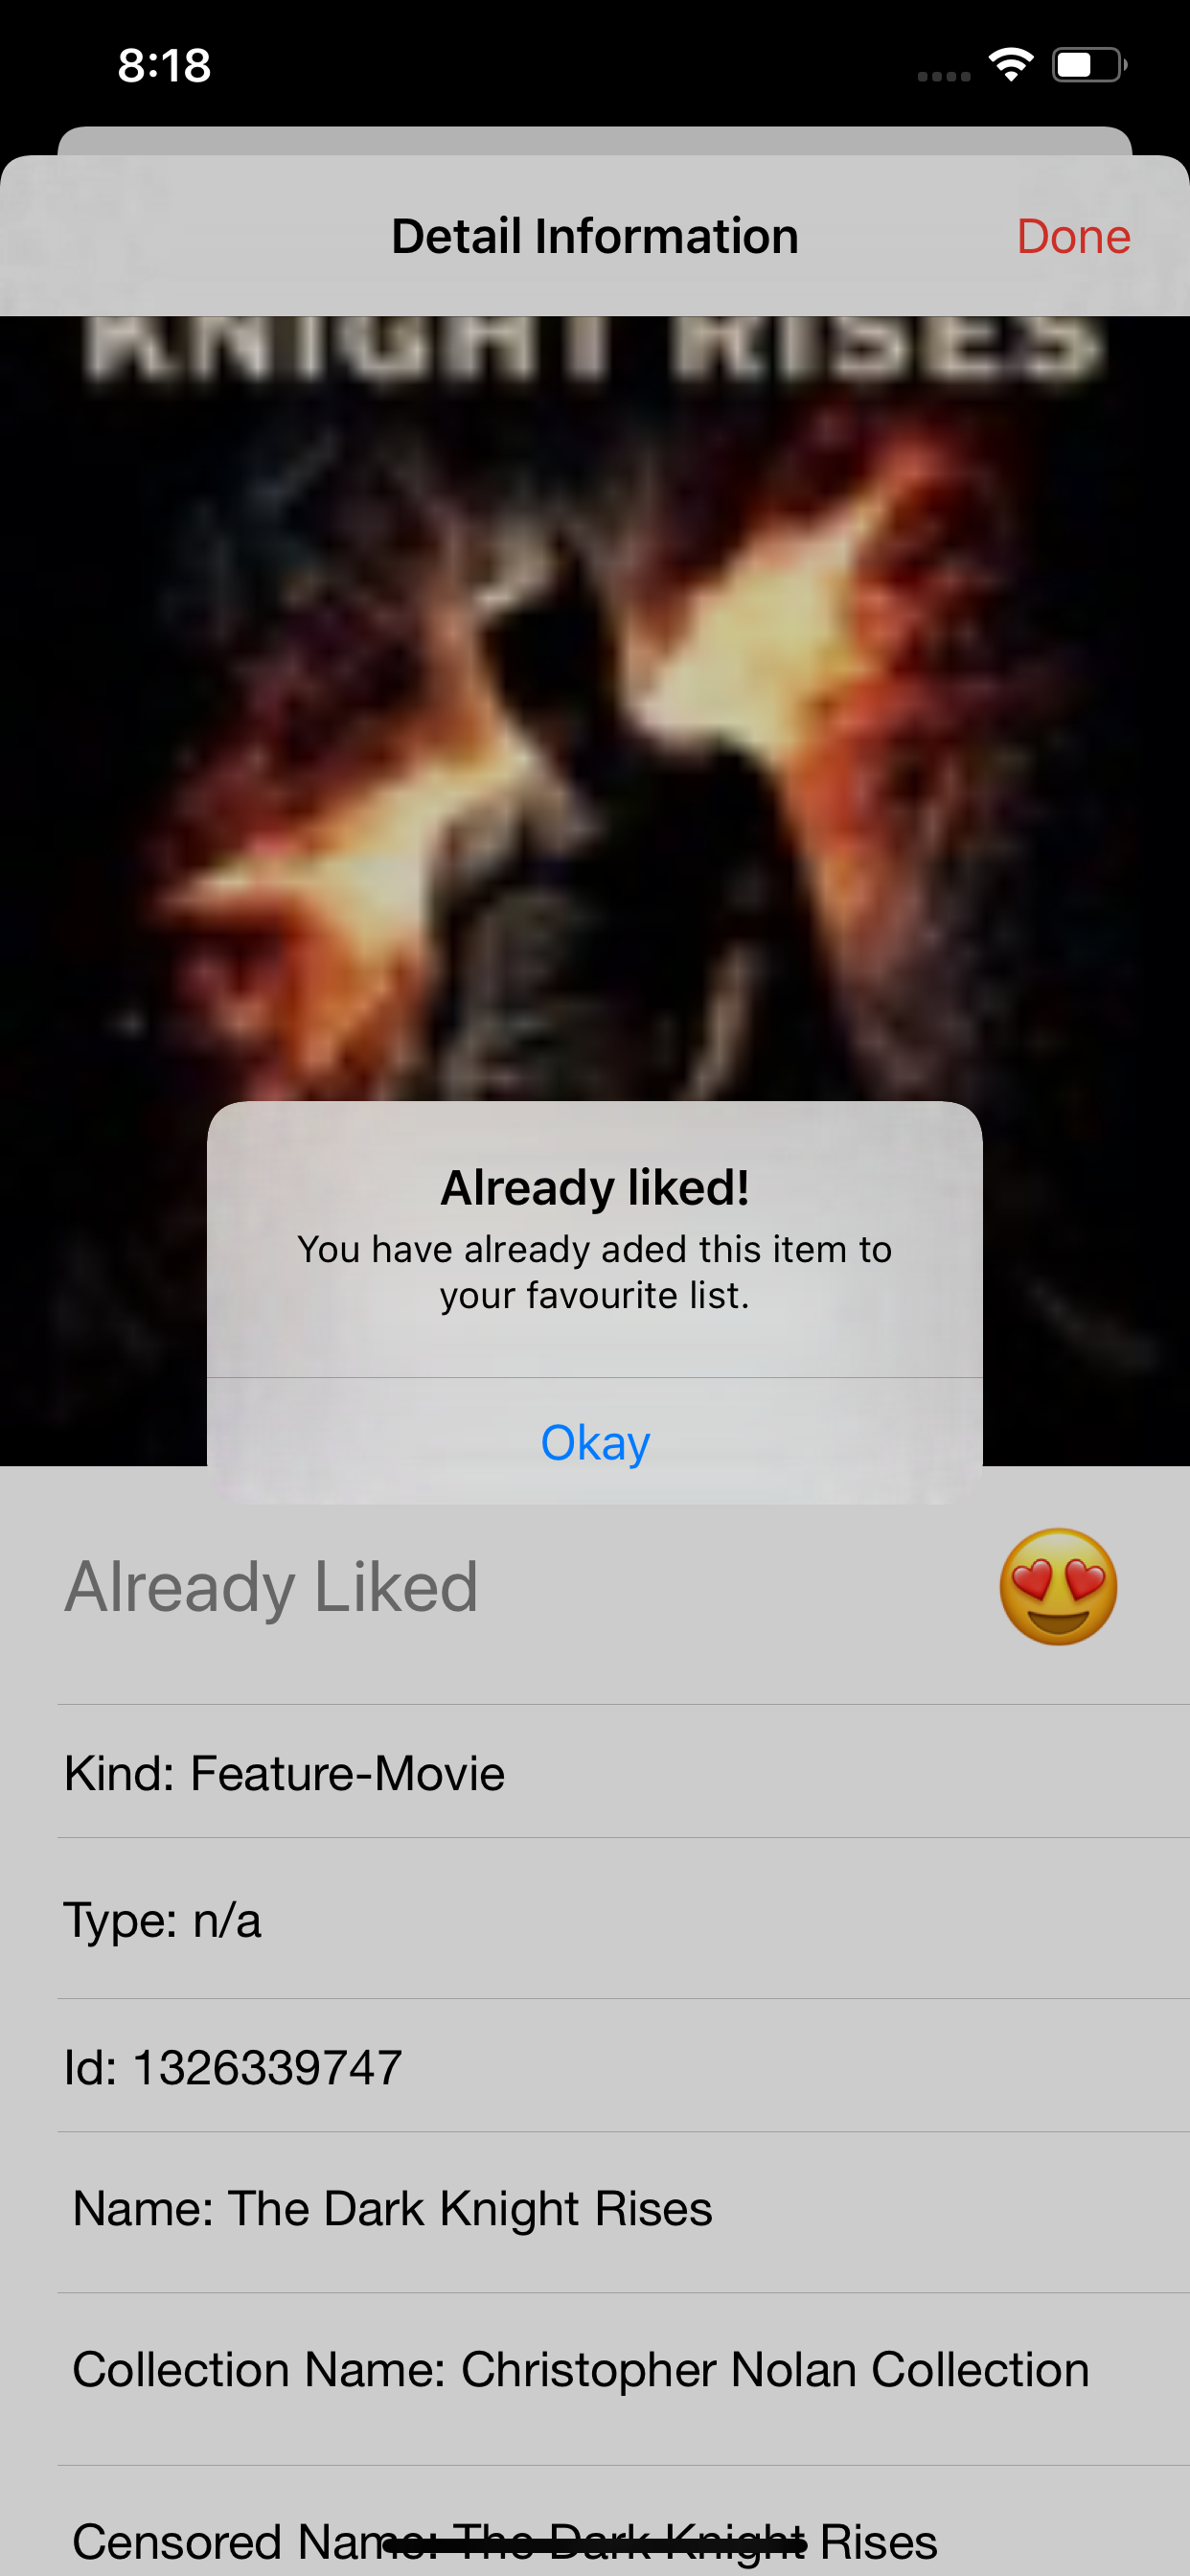 8:18
Detail Information
Done
KNIGHT RISES
Already liked!
You have already aded this item to
your favourite list.
Okay
Already Liked
Kind: Feature-Movie
Type: n/a
Id: 1326339747
Name: The Dark Knight Rises
Collection Name: Christopher Nolan Collection
Censored Name: The Dark Knight Rises